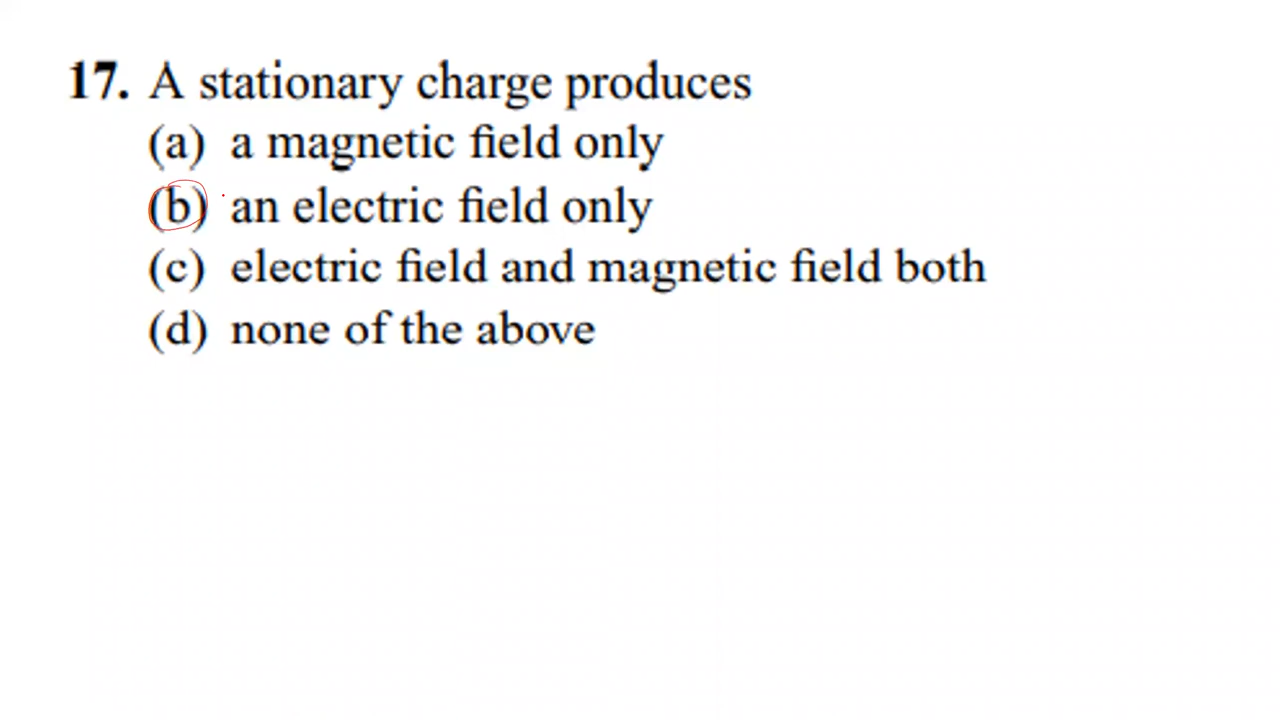 17. A stationary charge produces
(a) a magnetic field only
(b) an electric field only
(c) electric field and magnetic field both
(d) none of the above